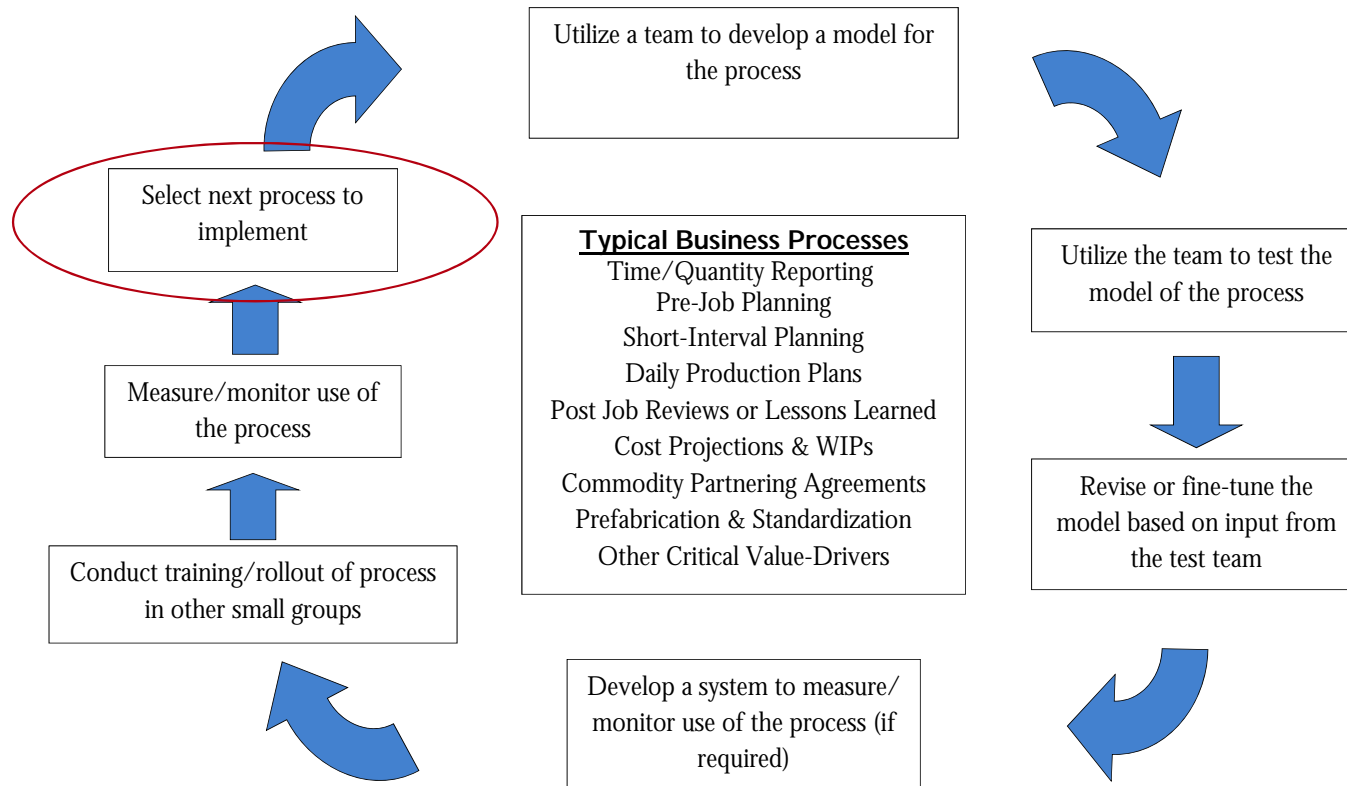 Utilize a team to develop a model for
the process
Select next process to
implement
Typical Business Processes
Time/Quantity Reporting
Pre-Job Planning
Short-Interval Planning
Daily Production Plans
Post Job Reviews or Lessons Learned
Cost Projections & WIPs
Commodity Partnering Agreements
Prefabrication & Standardization
Other Critical Value-Drivers
Utilize the team to test the
model of the process
Measure/monitor use of
the process
Revise or fine-tune the
model based on input from
the test team
Conduct training/rollout of process
in other small groups
Develop a system to measure/
monitor use of the process (if
required)